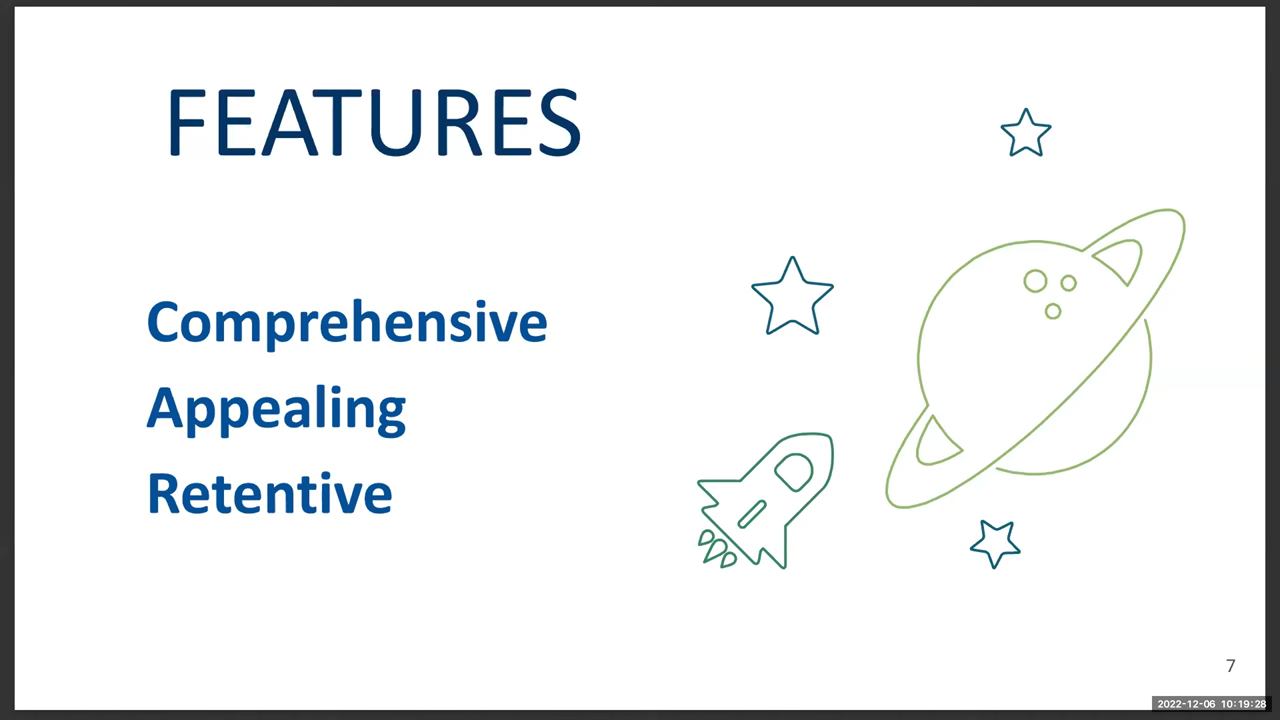 FEATURES
Comprehensive
Appealing
Retentive
7
2022-12-06 10:19:28